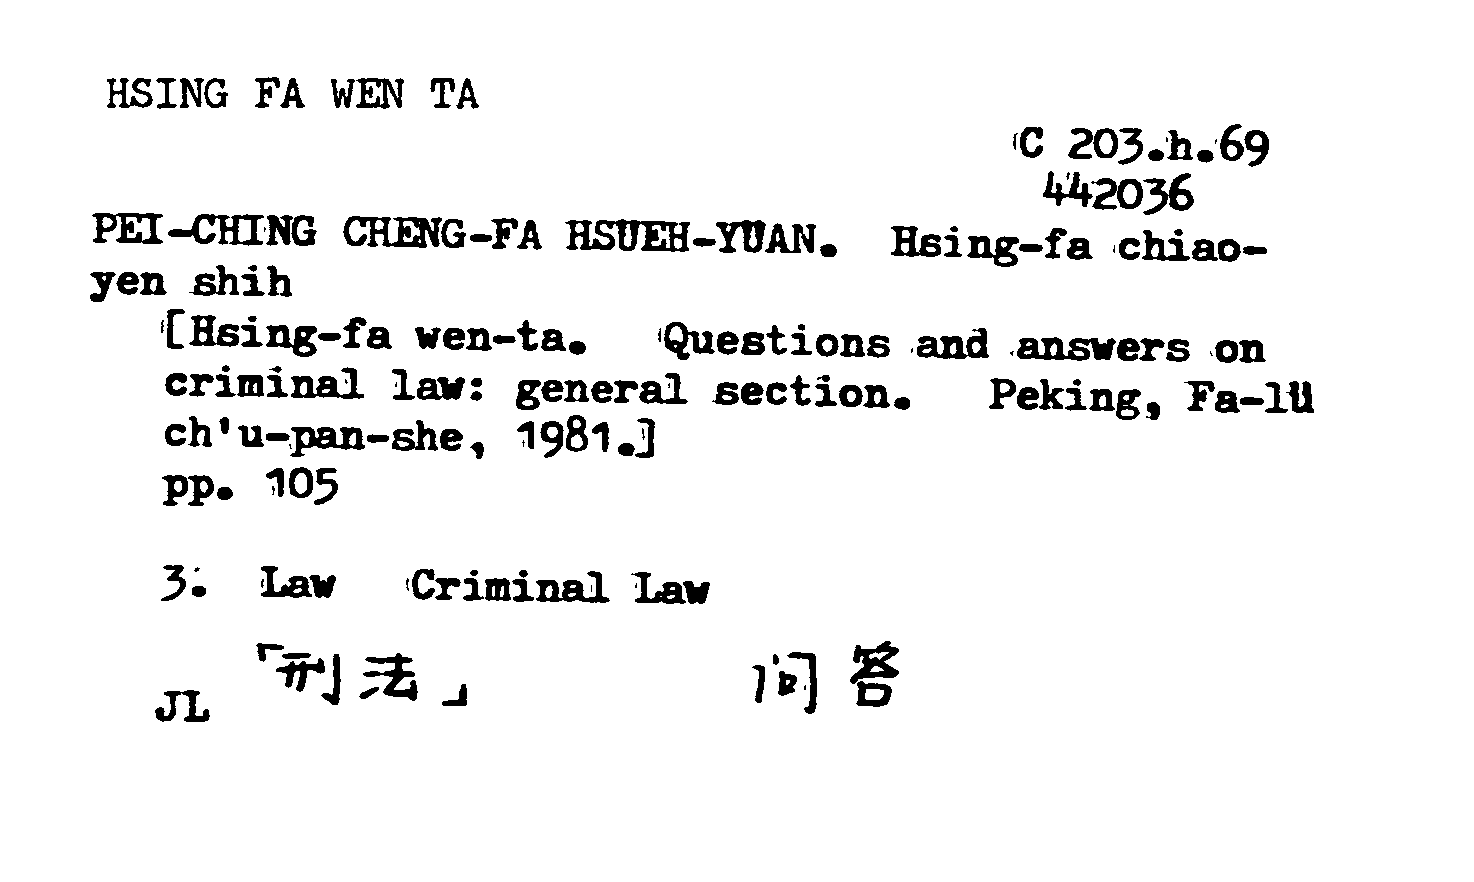 HSING FA WEN TA
C 203.h.69
442036
PEI-CHING CHENG-FA HSUEH-YUAN. Hsing-fa chiao-
yen shih
[Hsing-fa wen-ta. Questions and answers on
criminal law: general section. Peking, Fa-lü
ch'u-pan-she, 1981.]
pp. 105
3. Law Criminal Law
「刑法」 问答
JL